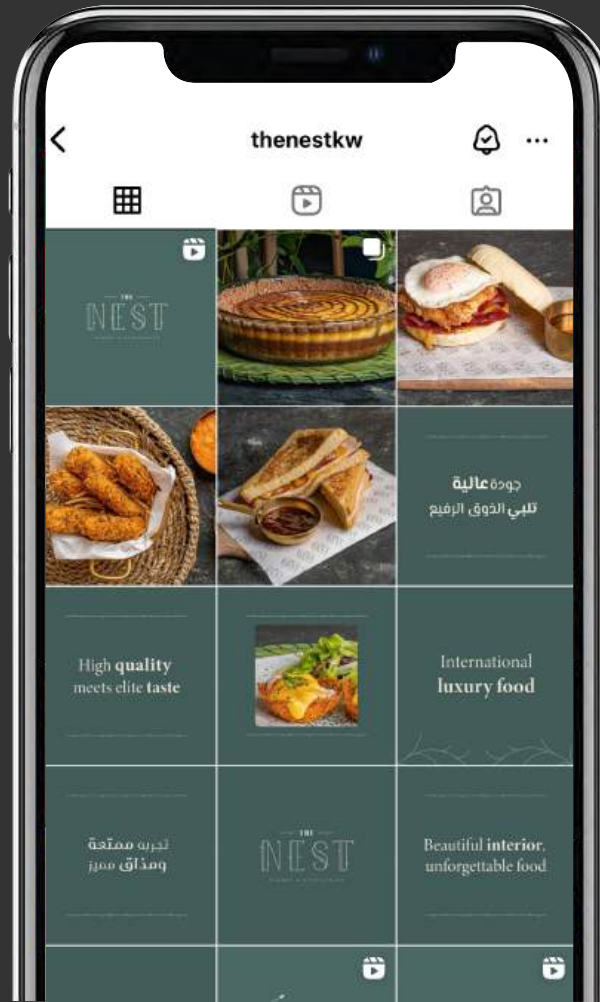 thenestkw
THE
NEST
جودة عالية
تلبي الذوق الرفيع
High quality
meets elite taste
International
luxury food
تجربة ممتعة
ومذاق مميز
THE
NEST
Beautiful interior,
unforgettable food